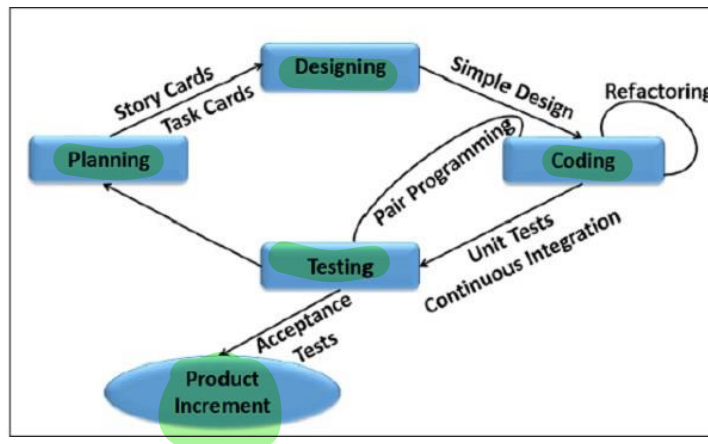 Designing
Story Cards
Task Cards
Simple Design
Refactoring
Planning
Pair Programming
Coding
Testing
Unit Tests
Continuous Integration
Acceptance
Tests
Product
Increment